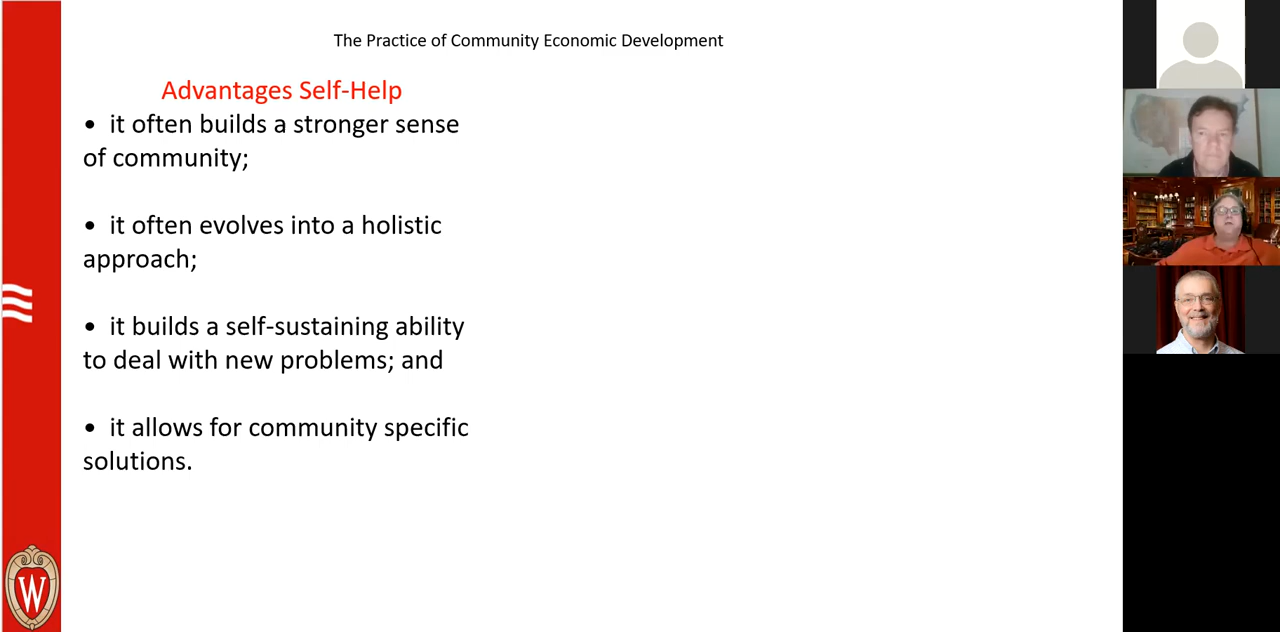 The Practice of Community Economic Development
Advantages Self-Help
• it often builds a stronger sense
of community;
• it often evolves into a holistic
approach;
• it builds a self-sustaining ability
to deal with new problems; and
• it allows for community specific
solutions.
W